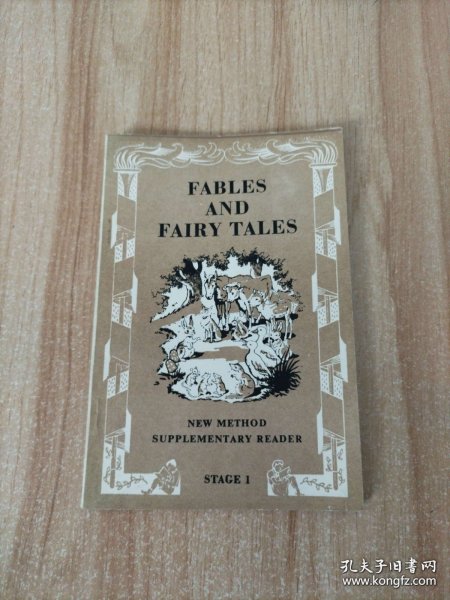 FABLES
AND
FAIRY TALES
NEW METHOD
SUPPLEMENTARY READER
STAGE I
孔夫子旧书网
www.kongfz.com